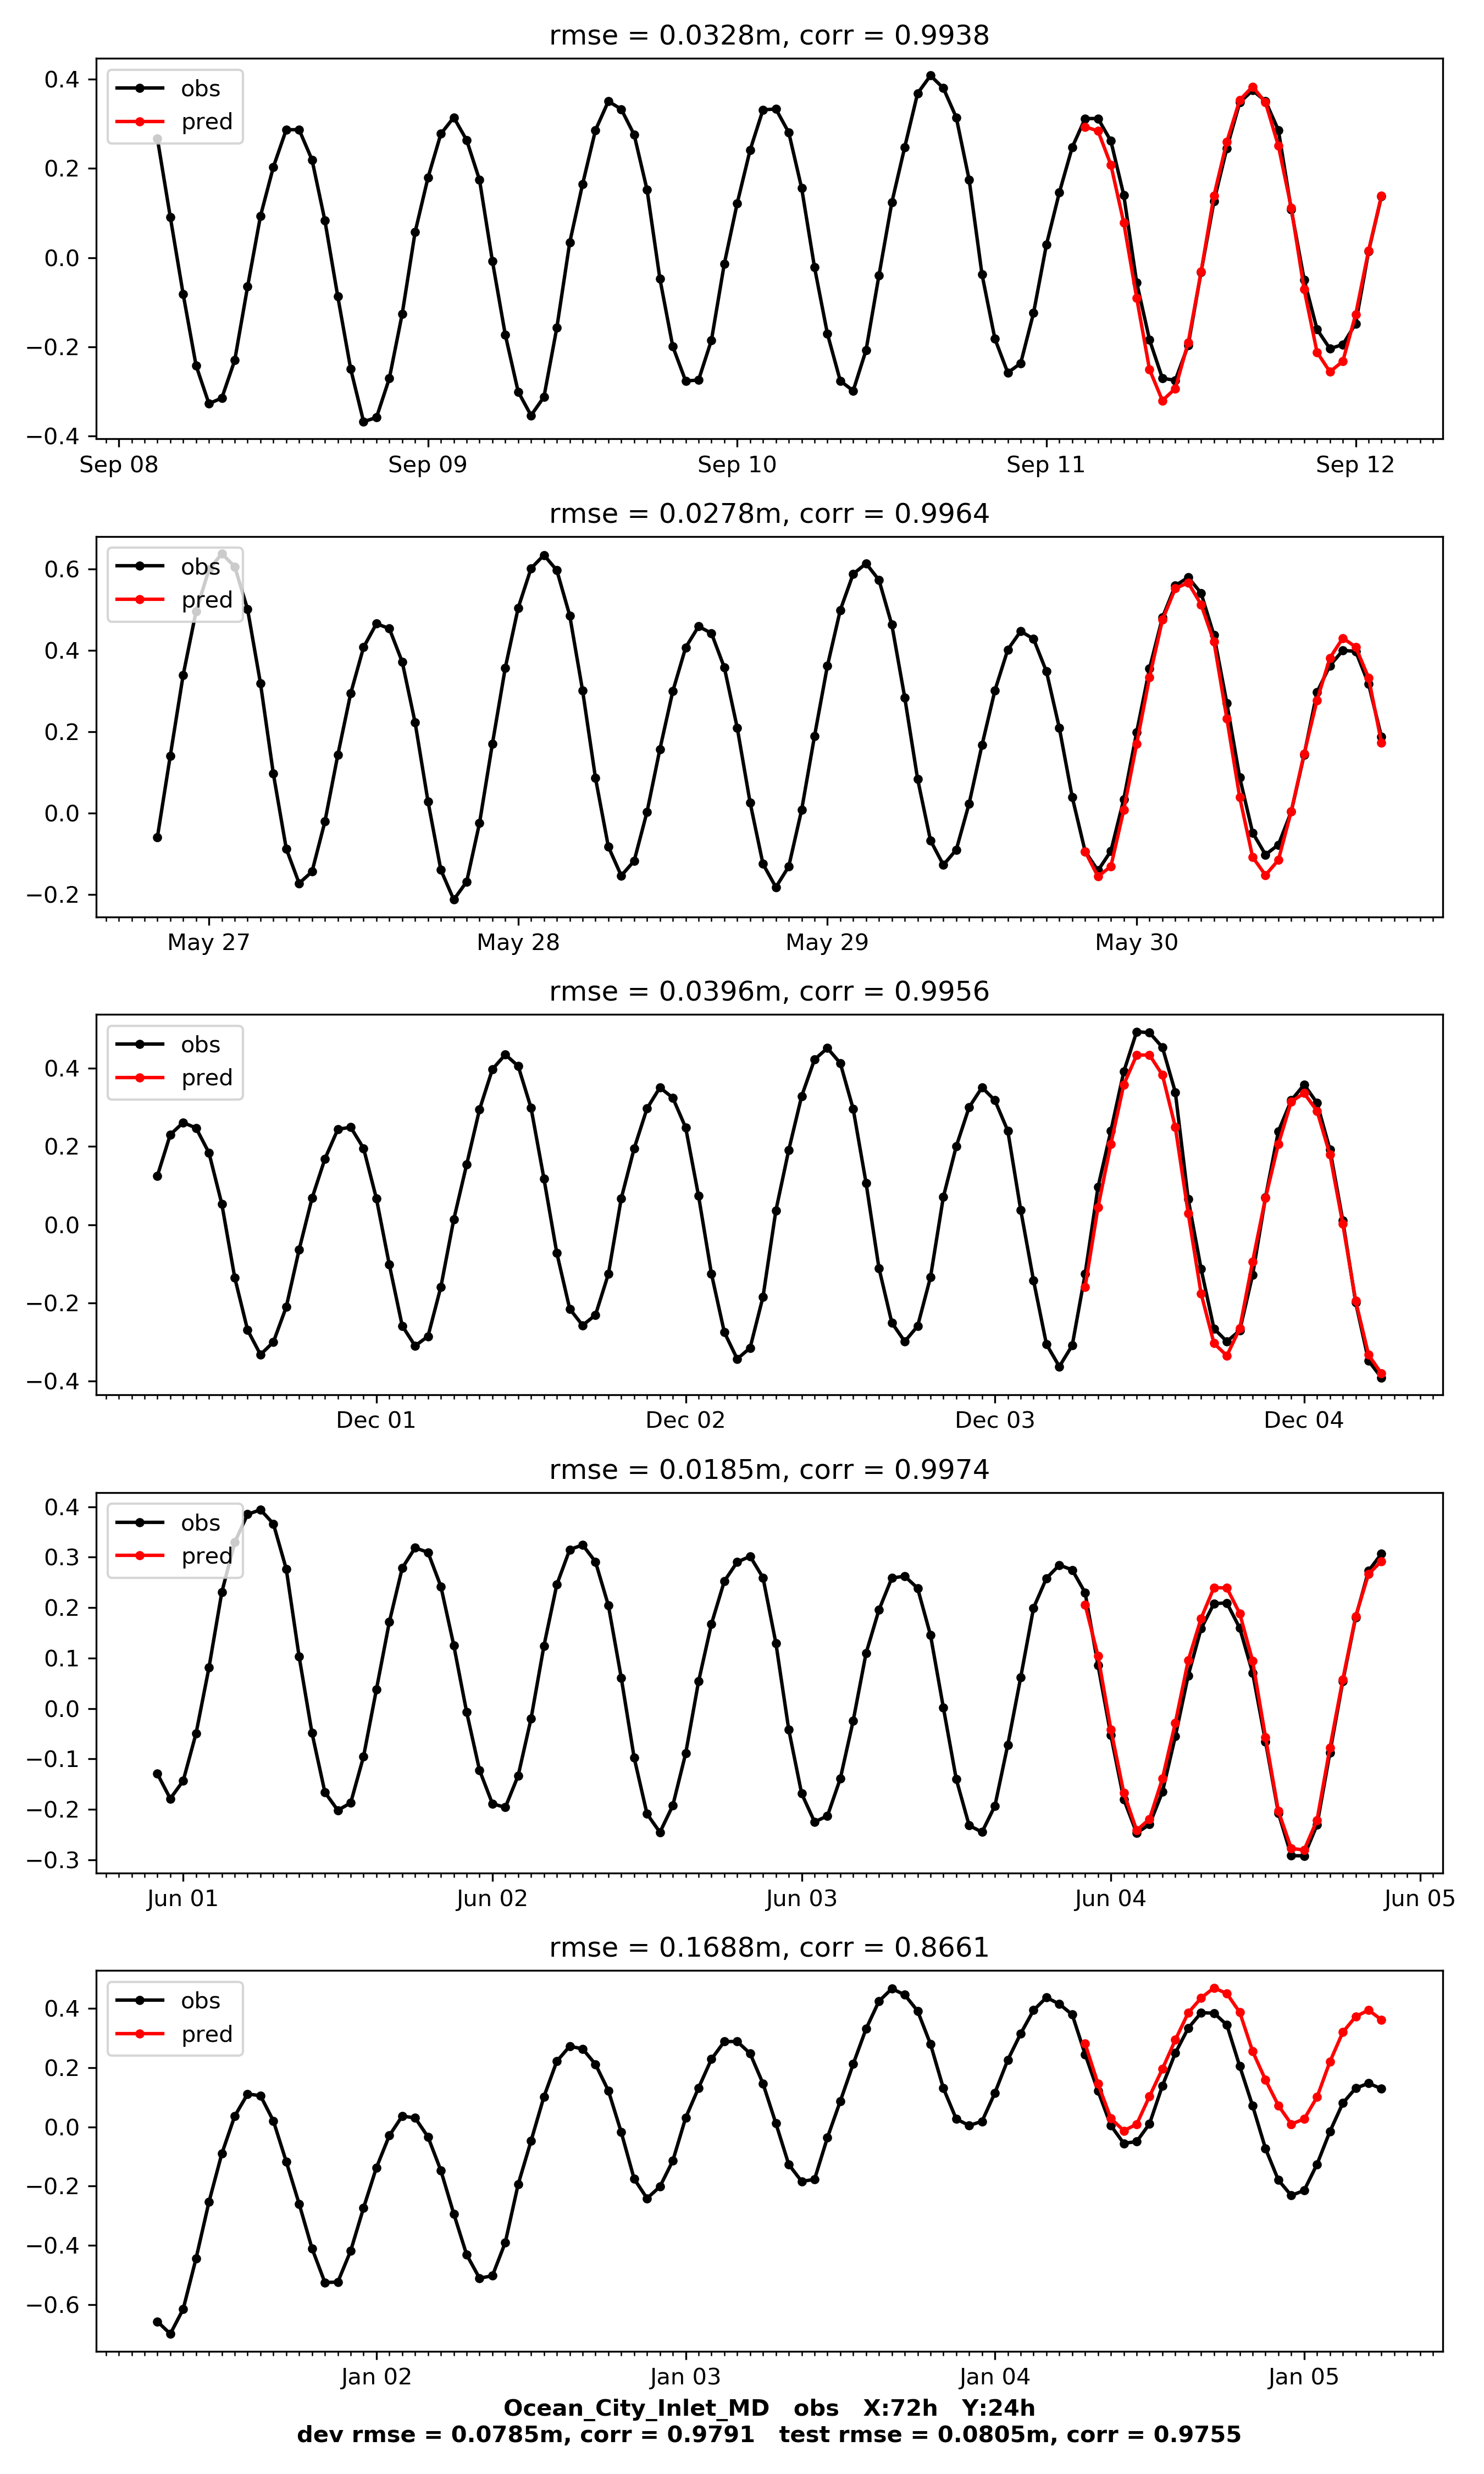 rmse = 0.0328m, corr = 0.9938
0.4
0.2
0.0
−0.2
−0.4
obs
pred
Sep 08 Sep 09 Sep 10 Sep 11 Sep 12
rmse = 0.0278m, corr = 0.9964
0.6
0.4
0.2
0.0
−0.2
obs
pred
May 27 May 28 May 29 May 30
rmse = 0.0396m, corr = 0.9956
0.4
0.2
0.0
−0.2
−0.4
obs
pred
Dec 01 Dec 02 Dec 03 Dec 04
rmse = 0.0185m, corr = 0.9974
0.4
0.3
0.2
0.1
0.0
−0.1
−0.2
−0.3
obs
pred
Jun 01 Jun 02 Jun 03 Jun 04 Jun 05
rmse = 0.1688m, corr = 0.8661
0.4
0.2
0.0
−0.2
−0.4
−0.6
obs
pred
Jan 02 Jan 03 Jan 04 Jan 05
Ocean_City_Inlet_MD obs X:72h Y:24h
dev rmse = 0.0785m, corr = 0.9791 test rmse = 0.0805m, corr = 0.9755